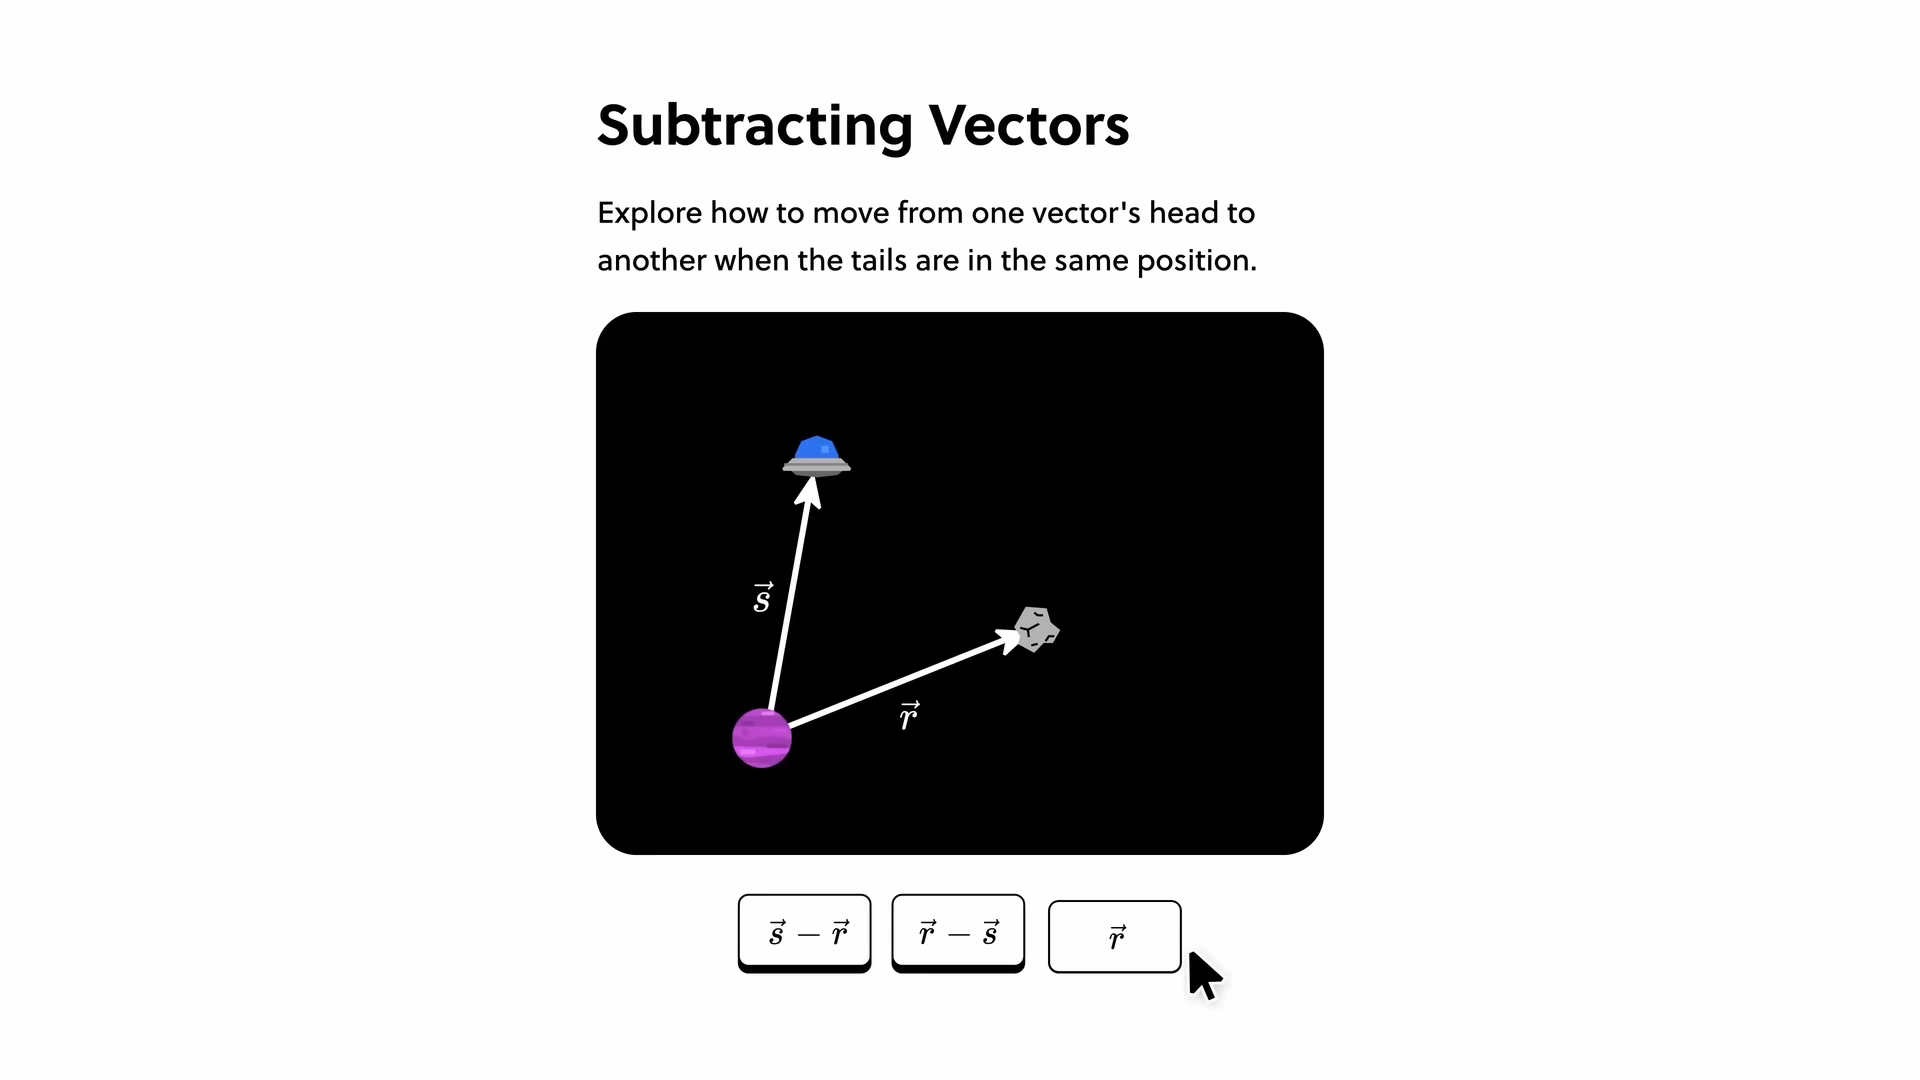 Subtracting Vectors
Explore how to move from one vector's head to
another when the tails are in the same position.
s⃗
r⃗
s⃗ − r⃗
r⃗ − s⃗
r⃗